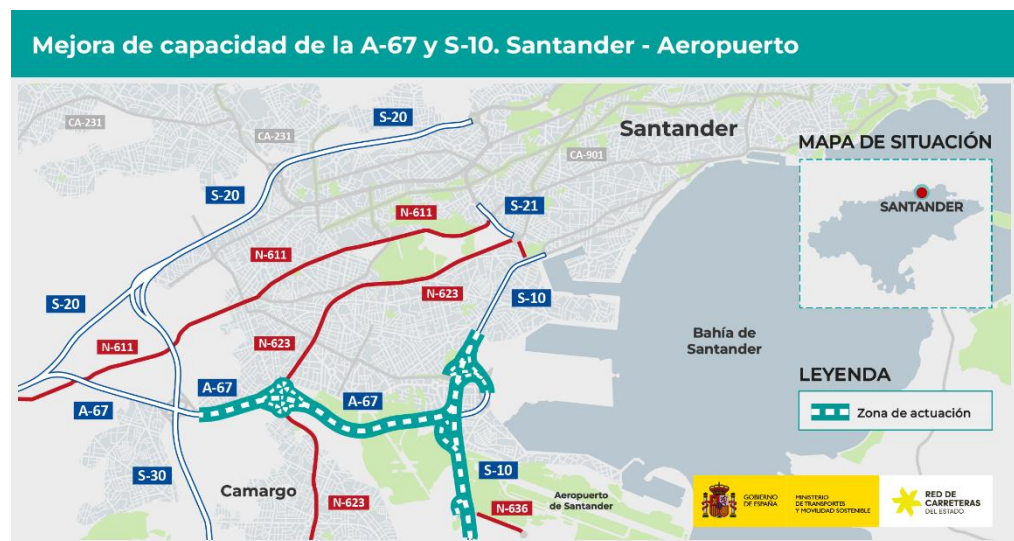 Mejora de capacidad de la A-67 y S-10. Santander - Aeropuerto
CA-231
CA-231
S-20
Santander
CA-901
MAPA DE SITUACIÓN
SANTANDER
S-20
N-611
S-21
N-611
N-623
S-10
S-20
N-611
N-623
Bahía de
Santander
LEYENDA
Zona de actuación
A-67
A-67
A-67
S-30
Camargo
N-623
S-10
N-636
Aeropuerto
de Santander
GOBIERNO
DE ESPAÑA
MINISTERIO
DE TRANSPORTES
Y MOVILIDAD SOSTENIBLE
RED DE
CARRETERAS
DEL ESTADO